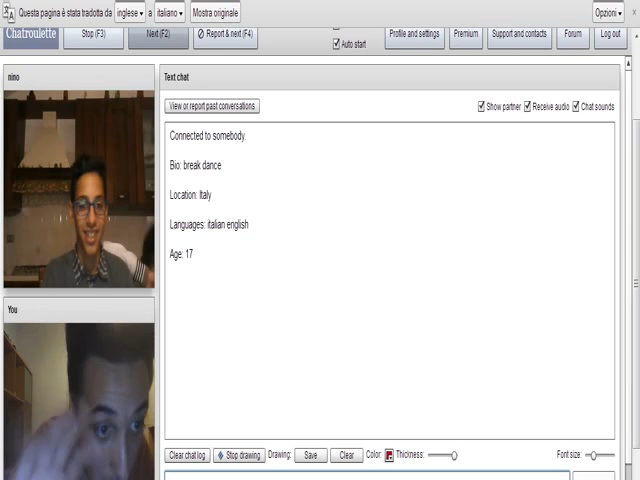 Questa pagina è stata tradotta da inglese a italiano Mostra originale Opzioni x
Chatroulette Stop (F3) Next (F2) Report & next (F4) Auto start Profile and settings Premium Support and contacts Forum Log out
nino
Text chat
View or report past conversations
Show partner Receive audio Chat sounds
Connected to somebody.
Bio: break dance
Location: Italy
Languages: italian english
Age: 17
You
Clear chat log Stop drawing Drawing: Save Clear Color: Thickness: Font size: